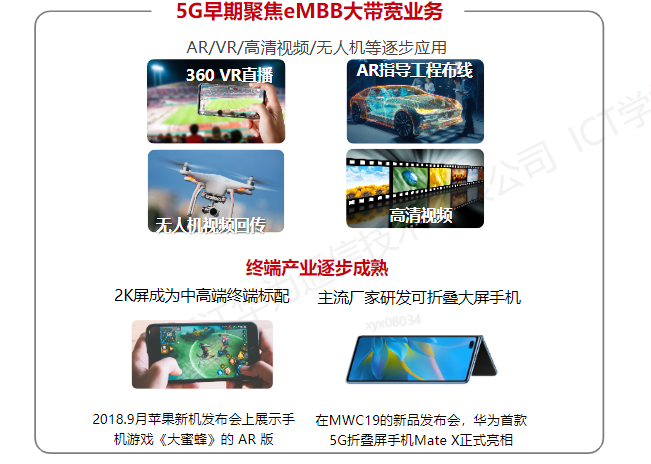 5G早期聚焦eMBB大带宽业务
AR/VR/高清视频/无人机等逐步应用
360 VR直播
AR指导工程布线
无人机视频回传
高清视频
终端产业逐步成熟
2K屏成为中高端终端标配
主流厂家研发可折叠大屏手机
xyx08034
2018.9月苹果新机发布会上展示手
机游戏《大蜜蜂》的 AR 版
在MWC19的新品发布会，华为首款
5G折叠屏手机Mate X正式亮相